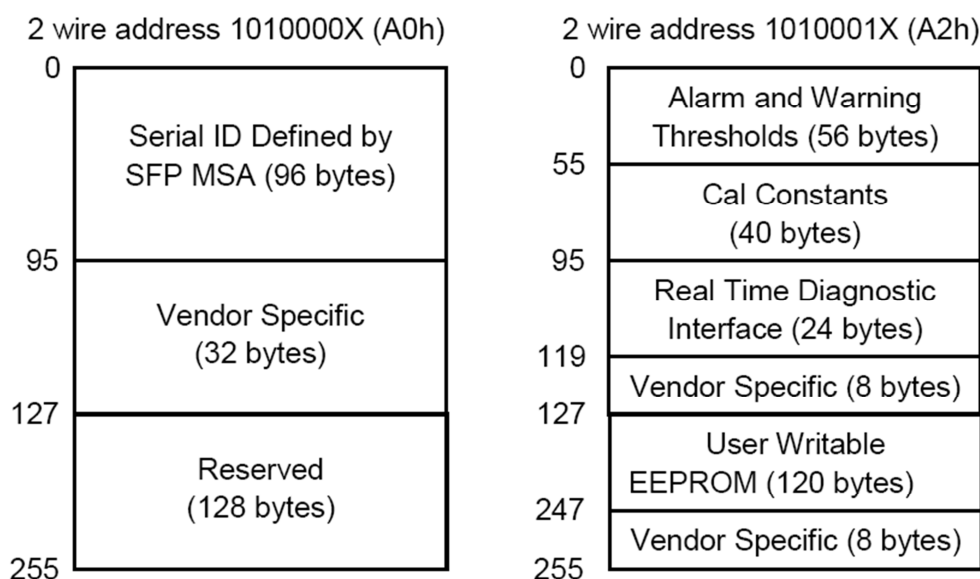 2 wire address 1010000X (A0h)
0
Serial ID Defined by
SFP MSA (96 bytes)
95
Vendor Specific
(32 bytes)
127
Reserved
(128 bytes)
255
2 wire address 1010001X (A2h)
0
Alarm and Warning
Thresholds (56 bytes)
55
Cal Constants
(40 bytes)
95
Real Time Diagnostic
Interface (24 bytes)
119
Vendor Specific (8 bytes)
127
User Writable
EEPROM (120 bytes)
247
Vendor Specific (8 bytes)
255